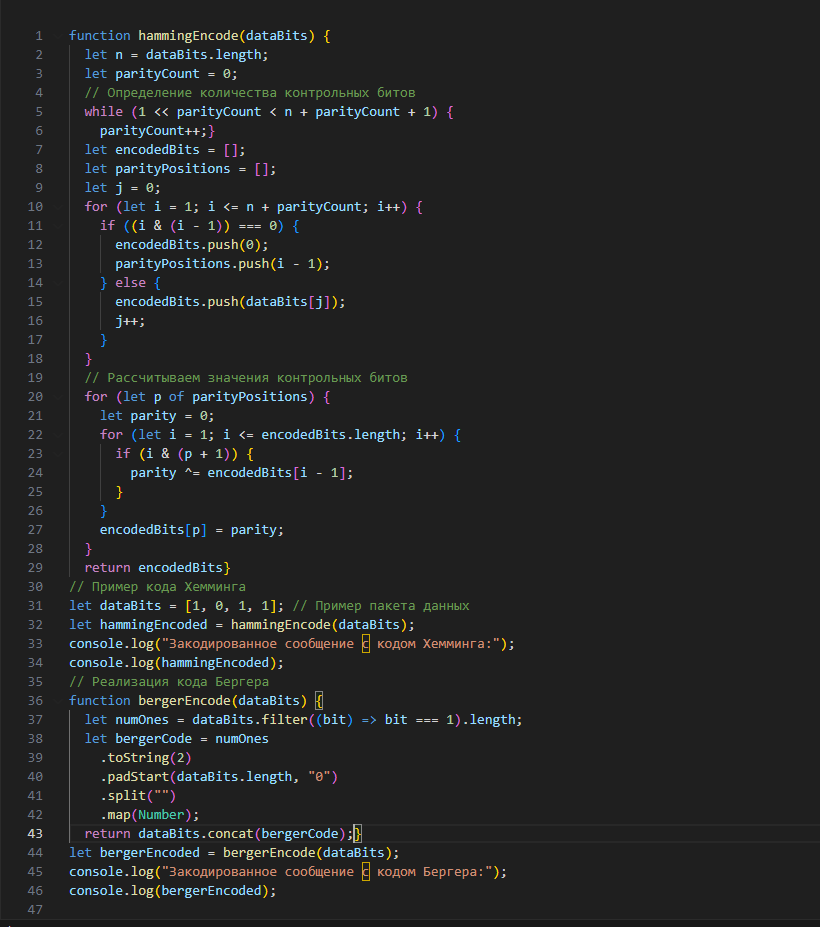 1 function hammingEncode(dataBits) {
2 let n = dataBits.length;
3 let parityCount = 0;
4 // Определение количества контрольных битов
5 while (1 << parityCount < n + parityCount + 1) {
6 parityCount++;}
7 let encodedBits = [];
8 let parityPositions = [];
9 let j = 0;
10 for (let i = 1; i <= n + parityCount; i++) {
11 if ((i & (i - 1)) === 0) {
12 encodedBits.push(0);
13 parityPositions.push(i - 1);
14 } else {
15 encodedBits.push(dataBits[j]);
16 j++;
17 }
18 }
19 // Рассчитываем значения контрольных битов
20 for (let p of parityPositions) {
21 let parity = 0;
22 for (let i = 1; i <= encodedBits.length; i++) {
23 if (i & (p + 1)) {
24 parity ^= encodedBits[i - 1];
25 }
26 }
27 encodedBits[p] = parity;
28 }
29 return encodedBits}
30 // Пример кода Хемминга
31 let dataBits = [1, 0, 1, 1]; // Пример пакета данных
32 let hammingEncoded = hammingEncode(dataBits);
33 console.log("Закодированное сообщение с кодом Хемминга:");
34 console.log(hammingEncoded);
35 // Реализация кода Бергера
36 function bergerEncode(dataBits) {
37 let numOnes = dataBits.filter((bit) => bit === 1).length;
38 let bergerCode = numOnes
39 .toString(2)
40 .padStart(dataBits.length, "0")
41 .split("")
42 .map(Number);
43 return dataBits.concat(bergerCode);}
44 let bergerEncoded = bergerEncode(dataBits);
45 console.log("Закодированное сообщение с кодом Бергера:");
46 console.log(bergerEncoded);
47